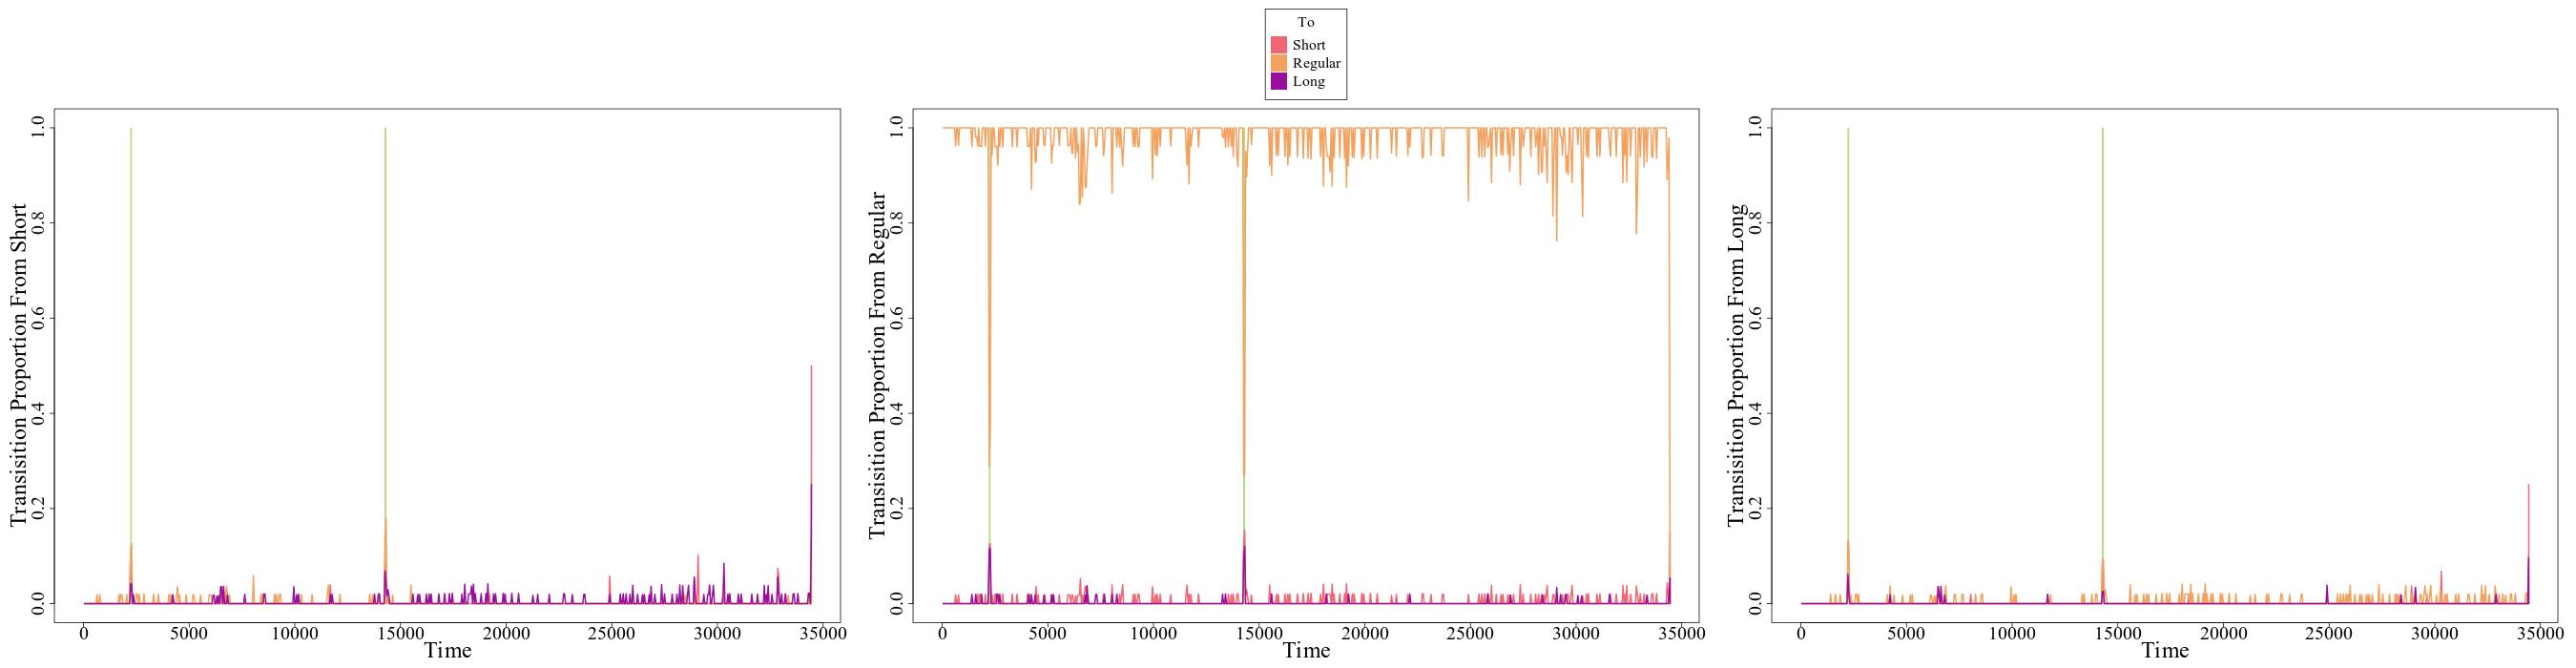 To
Short
Regular
Long
Transisition Proportion From Short
0.0 0.2 0.4 0.6 0.8 1.0
0 5000 10000 15000 20000 25000 30000 35000
Time
Transisition Proportion From Regular
0.0 0.2 0.4 0.6 0.8 1.0
0 5000 10000 15000 20000 25000 30000 35000
Time
Transisition Proportion From Long
0.0 0.2 0.4 0.6 0.8 1.0
0 5000 10000 15000 20000 25000 30000 35000
Time